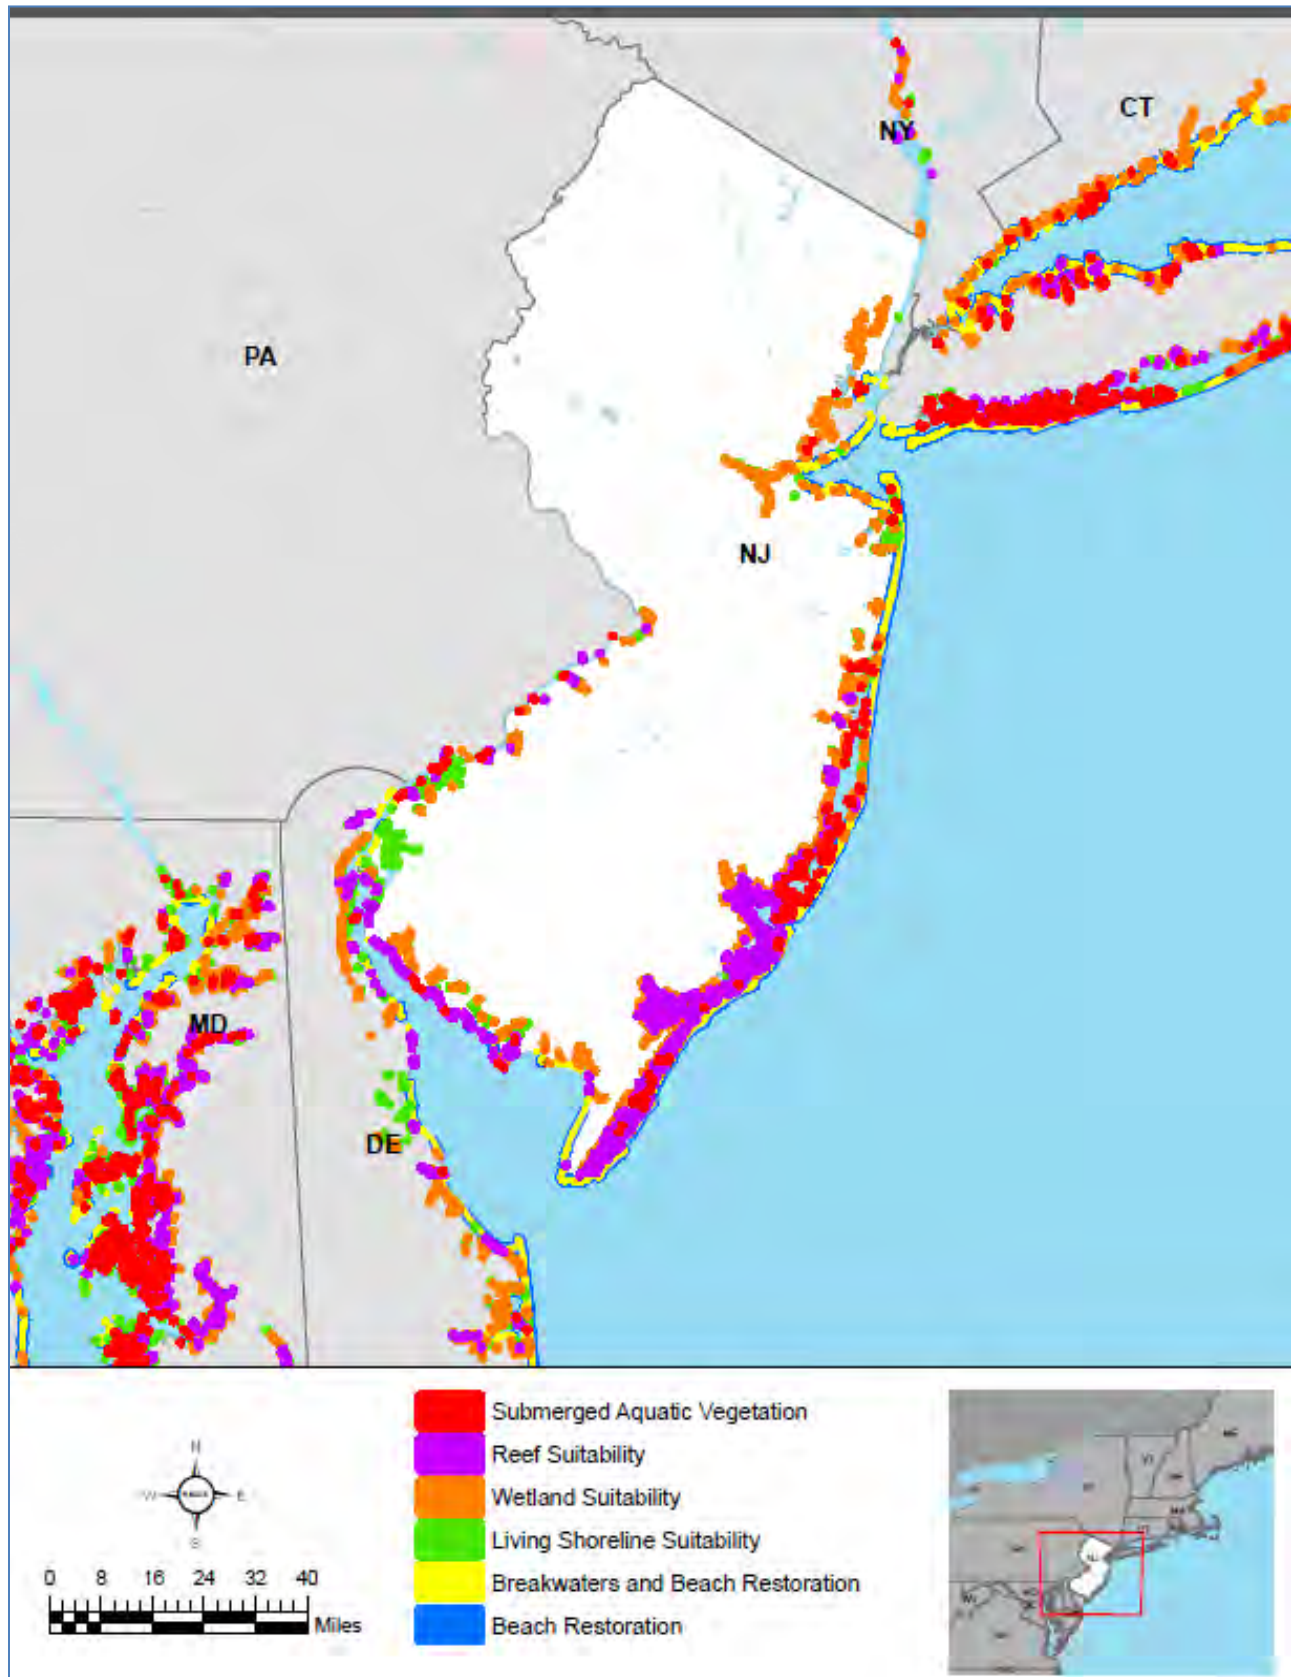 NY
CT
PA
NJ
MD
DE
N
W E
S
0 8 16 24 32 40
Miles
Submerged Aquatic Vegetation
Reef Suitability
Wetland Suitability
Living Shoreline Suitability
Breakwaters and Beach Restoration
Beach Restoration